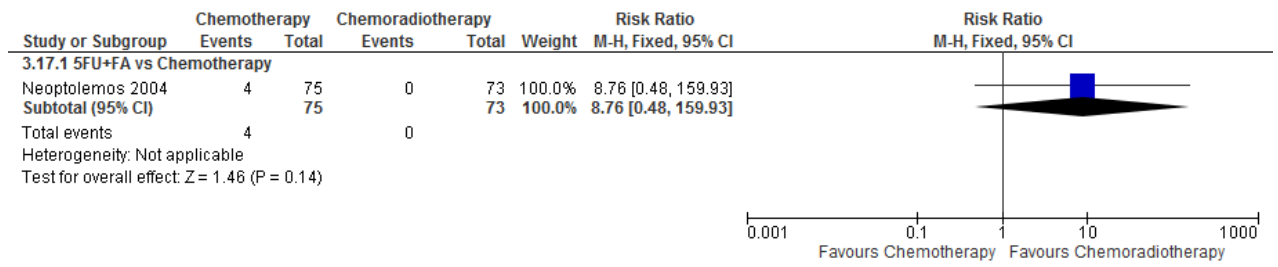 Chemotherapy Chemoradiotherapy Risk Ratio Risk Ratio
Study or Subgroup Events Total Events Total Weight M-H, Fixed, 95% CI M-H, Fixed, 95% CI
3.17.1 5FU+FA vs Chemotherapy
Neoptolemos 2004 4 75 0 73 100.0% 8.76 [0.48, 159.93]
Subtotal (95% CI) 75 73 100.0% 8.76 [0.48, 159.93]
Total events 4 0
Heterogeneity: Not applicable
Test for overall effect: Z = 1.46 (P = 0.14)
0.001 0.1 1 10 1000
Favours Chemotherapy Favours Chemoradiotherapy